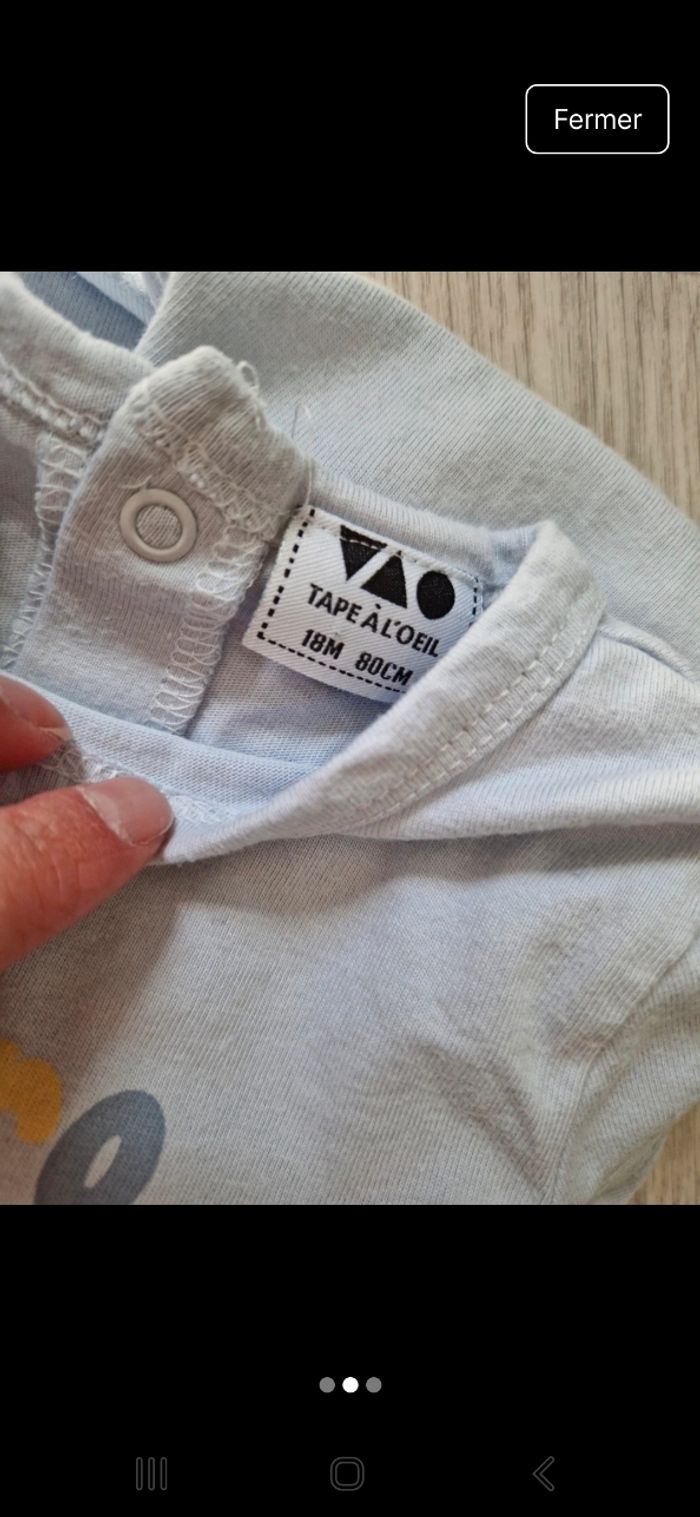 Fermer
TAPE À L'OEIL
18M 80CM